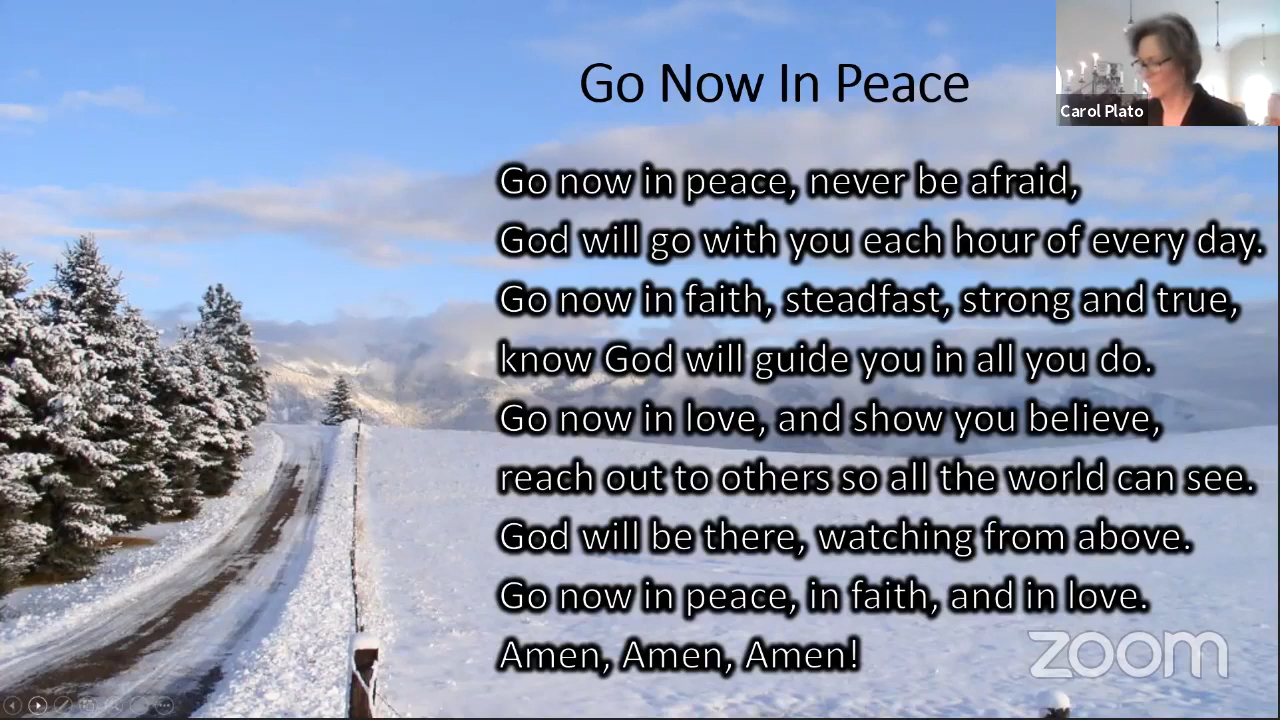 Go Now In Peace
Carol Plato
Go now in peace, never be afraid,
God will go with you each hour of every day.
Go now in faith, steadfast, strong and true,
know God will guide you in all you do.
Go now in love, and show you believe,
reach out to others so all the world can see.
God will be there, watching from above.
Go now in peace, in faith, and in love.
Amen, Amen, Amen!
zoom